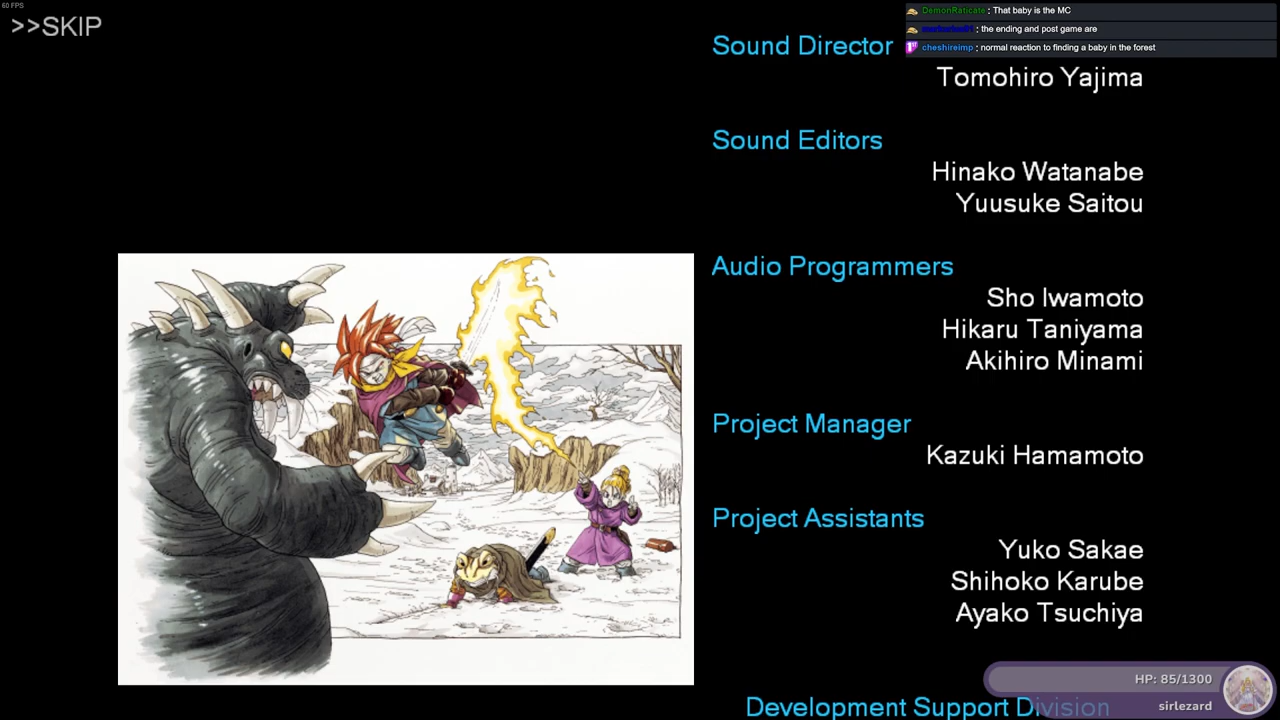 60 FPS
>>SKIP
DemonRaticate : That baby is the MC
: the ending and post game are
cheshireimp : normal reaction to finding a baby in the forest
Sound Director
Tomohiro Yajima
Sound Editors
Hinako Watanabe
Yuusuke Saitou
Audio Programmers
Sho Iwamoto
Hikaru Taniyama
Akihiro Minami
Project Manager
Kazuki Hamamoto
Project Assistants
Yuko Sakae
Shihoko Karube
Ayako Tsuchiya
HP: 85/1300
sirlezard
Development Support Division